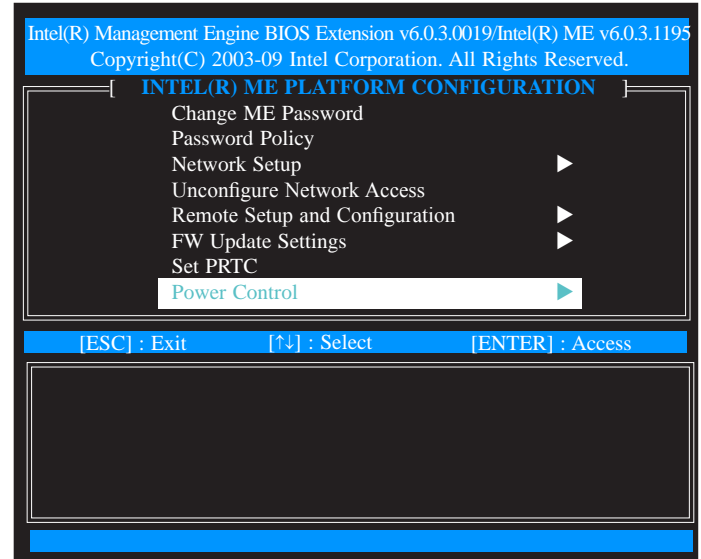 Intel(R) Management Engine BIOS Extension v6.0.3.0019/Intel(R) ME v6.0.3.1195
Copyright(C) 2003-09 Intel Corporation. All Rights Reserved.
[ INTEL(R) ME PLATFORM CONFIGURATION ]
Change ME Password
Password Policy
Network Setup ▶
Unconfigure Network Access
Remote Setup and Configuration ▶
FW Update Settings ▶
Set PRTC
Power Control ▶
[ESC] : Exit [↑↓] : Select [ENTER] : Access